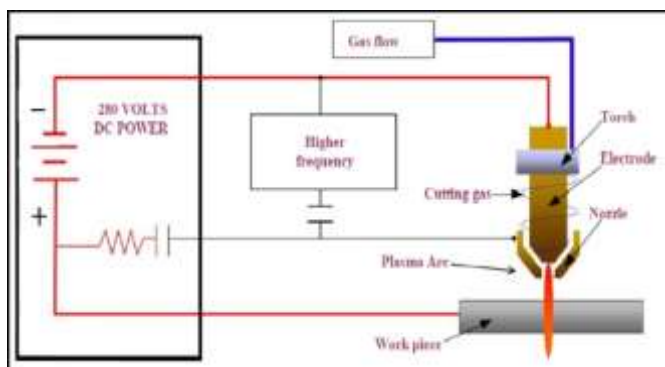 Gas flow
−
280 VOLTS
DC POWER
+
Higher
frequency
Torch
Electrode
Cutting gas
Nozzle
Plasma Arc
Work piece